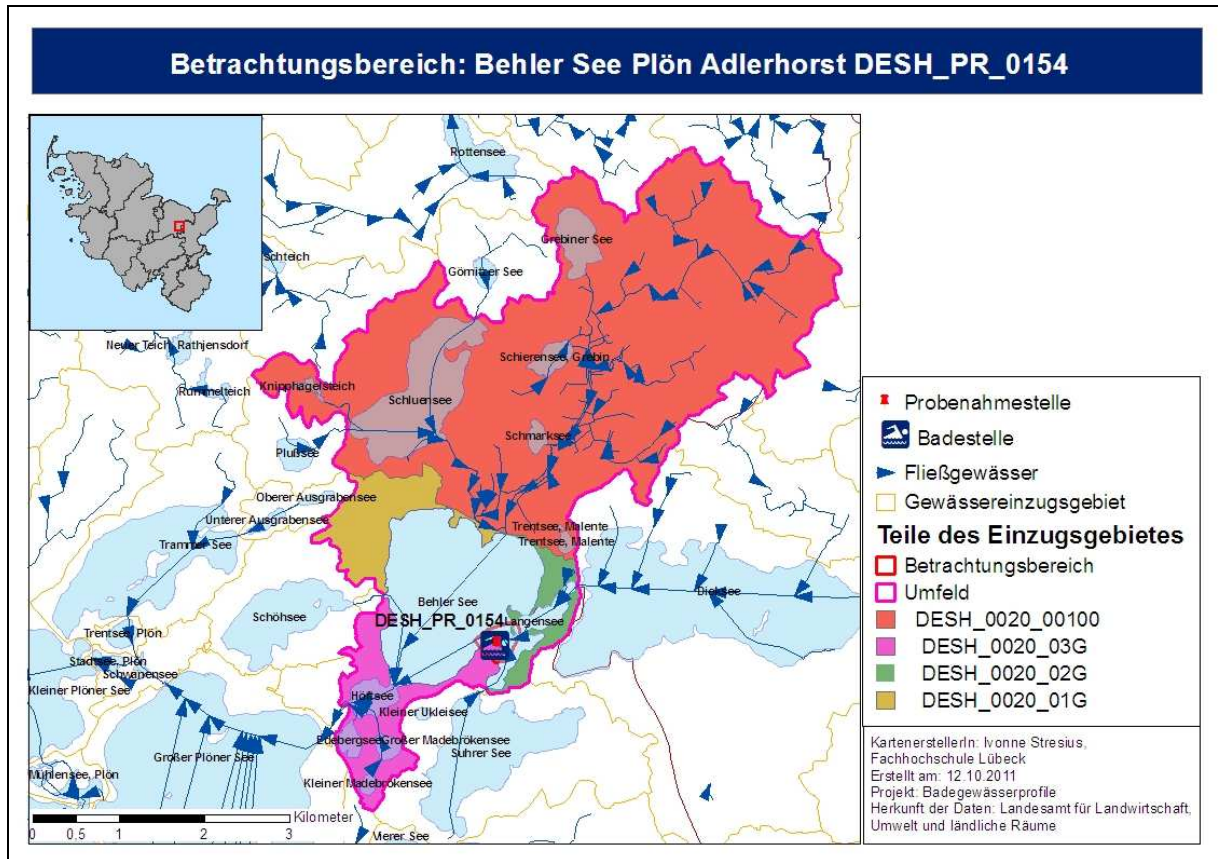 Betrachtungsbereich: Behler See Plön Adlerhorst DESH_PR_0154
Rottensee
Grebiner See
Schteich
Görnitzer See
Neuer Teich, Rathjensdorf
Schierensee, Grebin
Rummelteich
Knipphagelsteich
Schluensee
Schmarksee
Plußsee
Oberer Ausgrabensee
Unterer Ausgrabensee
Trentsee, Malente
Trentsee, Malente
Trammer See
Dieksee
Behler See
Schöhsee
DESH_PR_0154
Langensee
Trentsee, Plön
Stadtsee, Plön
Schwanensee
Kleiner Plöner See
Höftsee
Kleiner Ukleisee
Edebergsee
Großer Madebrökensee
Suhrer See
Großer Plöner See
Mühlensee, Plön
Kleiner Madebrökensee
Vierer See
Kilometer
0 0.5 1 2 3
Probenahmestelle
Badestelle
Fließgewässer
Gewässereinzugsgebiet
Teile des Einzugsgebietes
Betrachtungsbereich
Umfeld
DESH_0020_00100
DESH_0020_03G
DESH_0020_02G
DESH_0020_01G
KartenerstellerIn: Ivonne Stresius,
Fachhochschule Lübeck
Erstellt am: 12.10.2011
Projekt: Badegewässerprofile
Herkunft der Daten: Landesamt für Landwirtschaft,
Umwelt und ländliche Räume